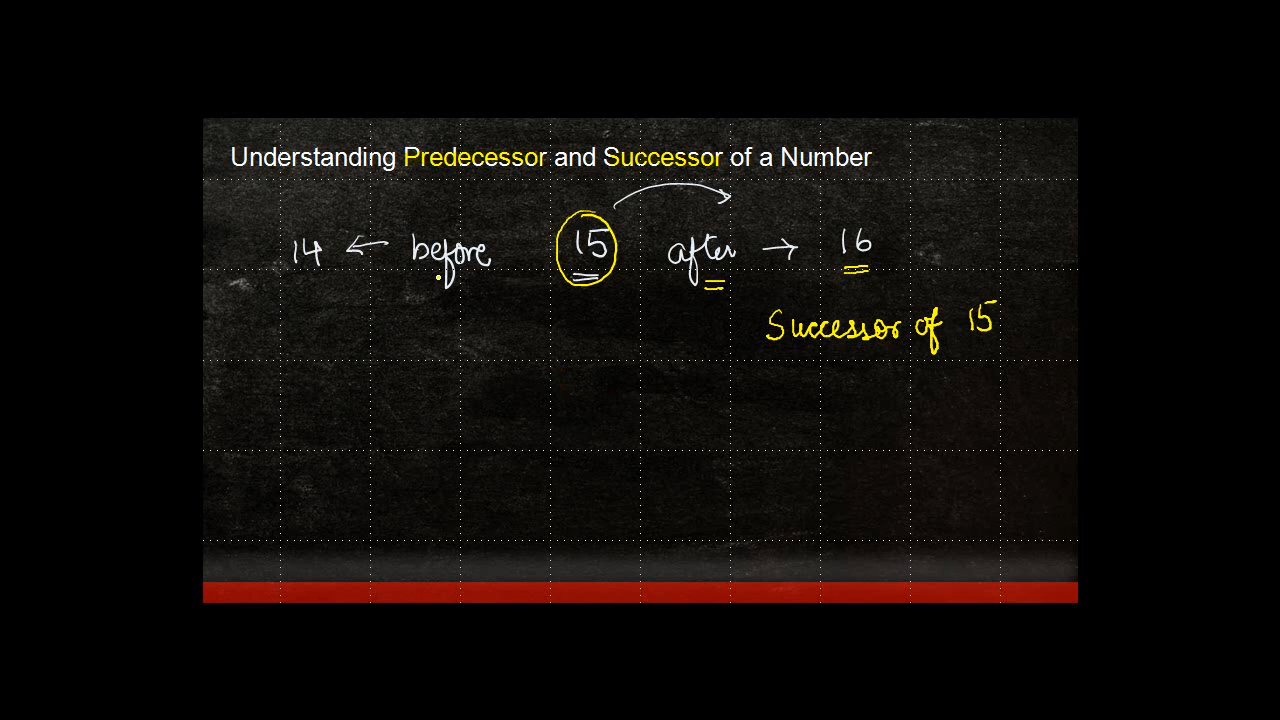 Understanding Predecessor and Successor of a Number
14 ← before 15 after → 16
Successor of 15